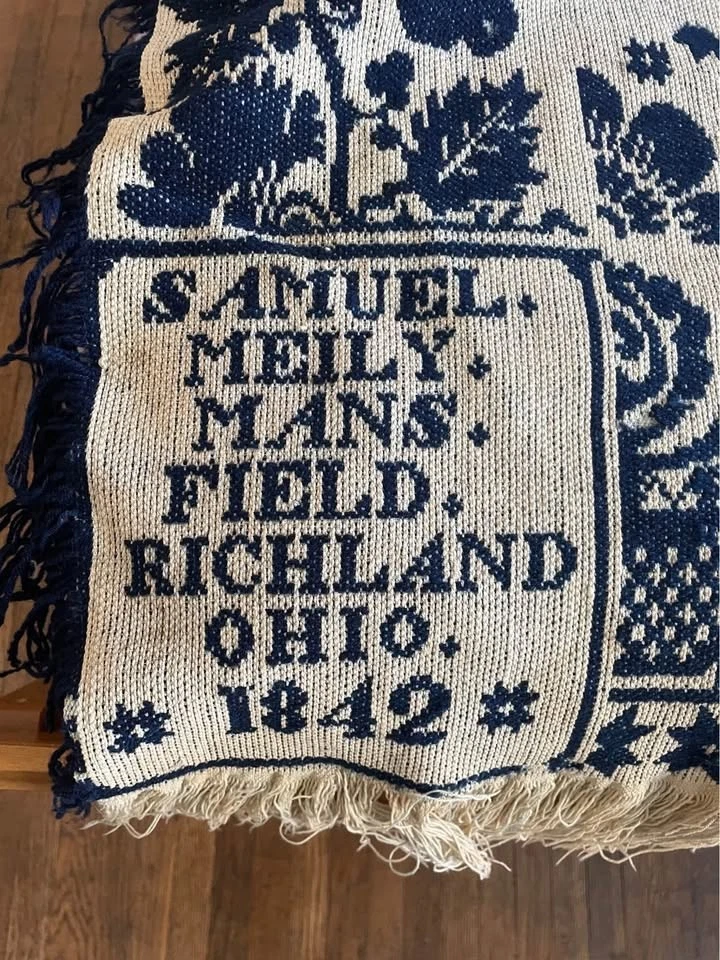 SAMUEL.
MEILY.
MANS.
FIELD.
RICHLAND
OHIO.
1842